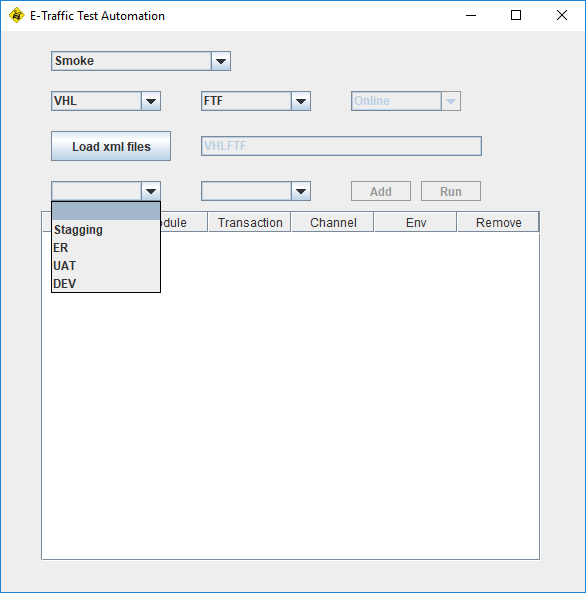 E-Traffic Test Automation
Smoke
VHL FTF Online
Load xml files VHLFTF
Add Run
dule Transaction Channel Env Remove
Stagging
ER
UAT
DEV